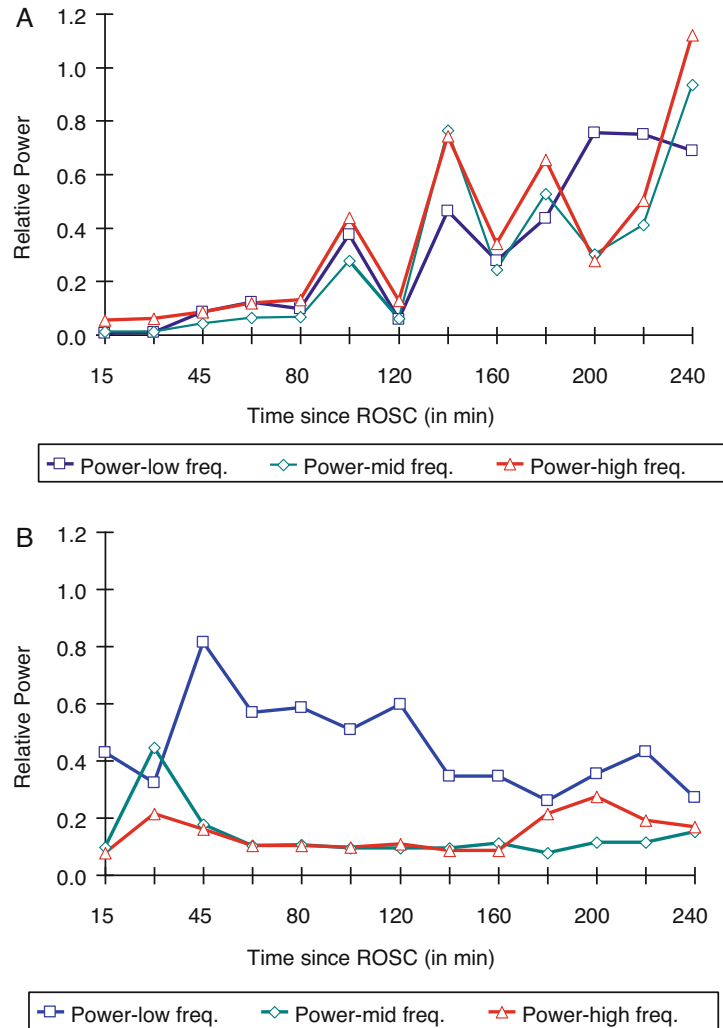 A
1.2
1.0
0.8
0.6
0.4
0.2
0.0
Relative Power
15 45 80 120 160 200 240
Time since ROSC (in min)
Power-low freq. Power-mid freq. Power-high freq.
B
1.2
1.0
0.8
0.6
0.4
0.2
0.0
Relative Power
15 45 80 120 160 200 240
Time since ROSC (in min)
Power-low freq. Power-mid freq. Power-high freq.